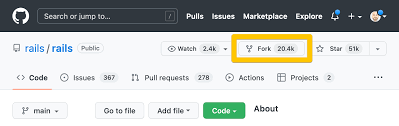 Search or jump to... / Pulls Issues Marketplace Explore
rails / rails Public Watch 2.4k Fork 20.4k Star 51k
Code Issues 367 Pull requests 278 Actions Projects 2
main Go to file Add file Code About